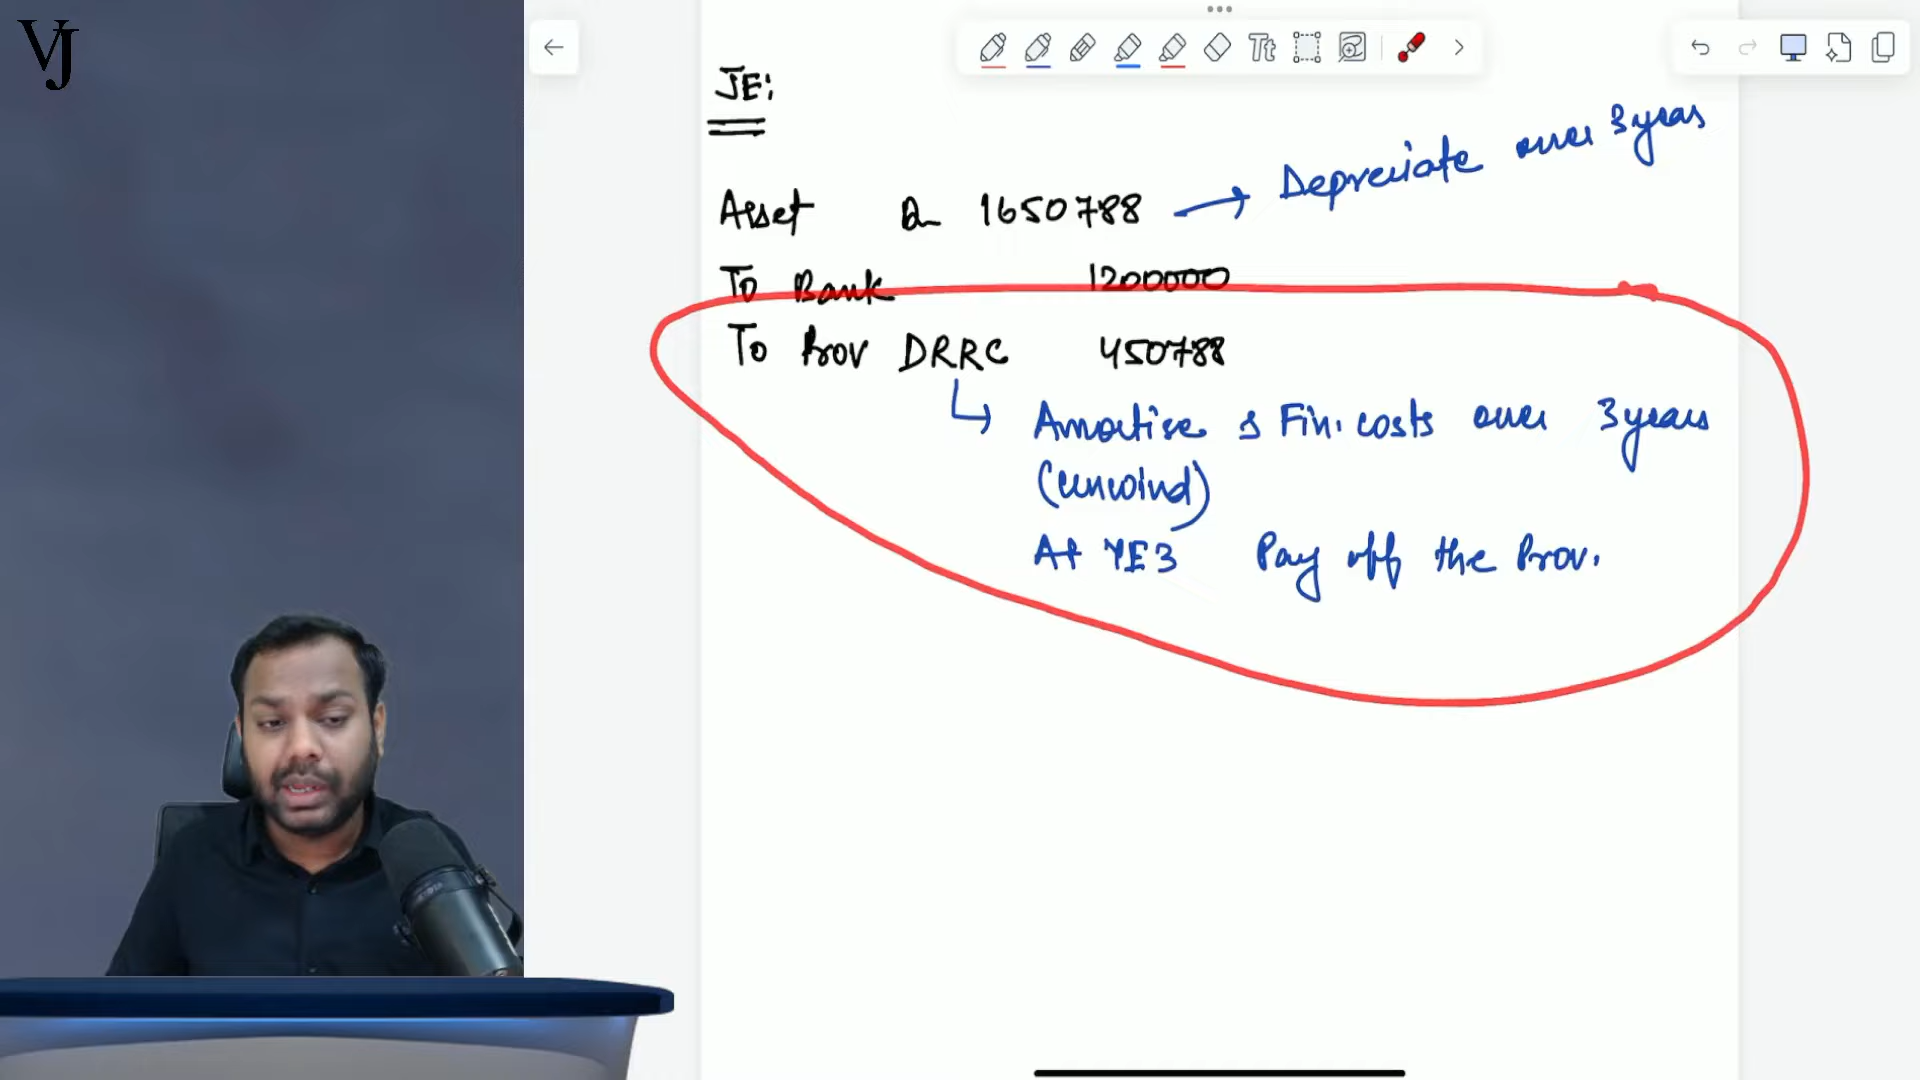 VJ
Tt
JE:
Asset Dr 1650788 → Depreciate over 3 years
To Bank 1200000
To Prov DRRC 450788
Amortise & Fin. costs over 3 years
(unwind)
At YE3 Pay off the Prov.